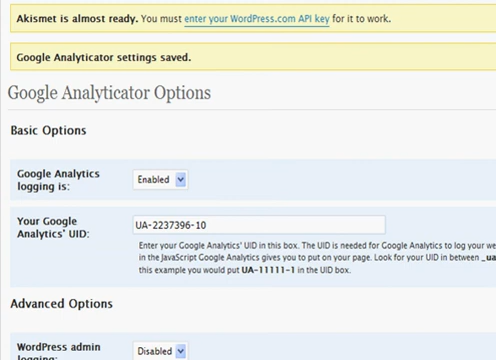 Akismet is almost ready. You must enter your WordPress.com API key for it to work.
Google Analyticator settings saved.
Google Analyticator Options
Basic Options
Google Analytics
logging is:
Enabled
Your Google
Analytics' UID:
UA-2237396-10
Enter your Google Analytics' UID in this box. The UID is needed for Google Analytics to log your we
in the JavaScript Google Analytics gives you to put on your page. Look for your UID in between _ua
this example you would put UA-11111-1 in the UID box.
Advanced Options
WordPress admin
logging:
Disabled